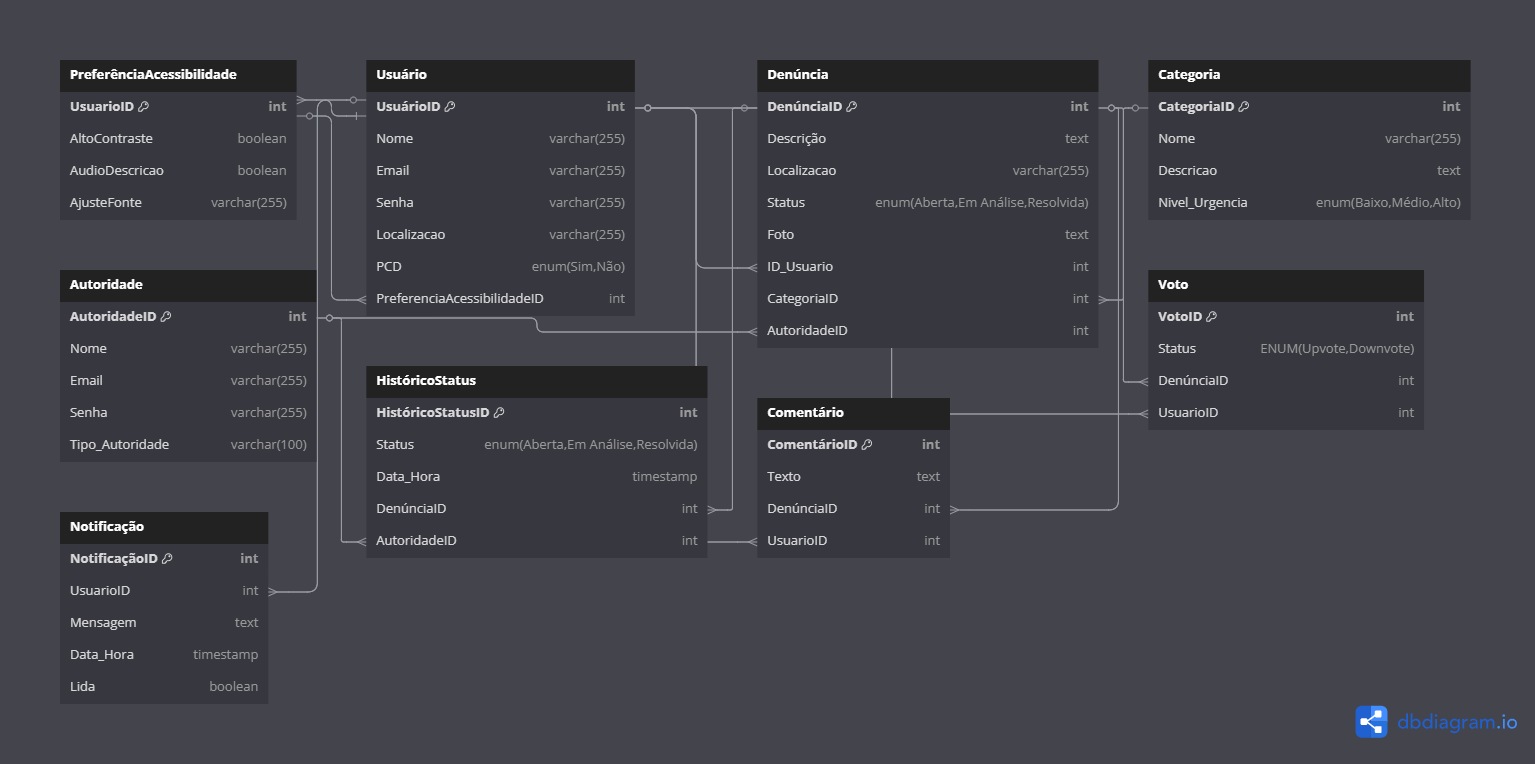 PreferênciaAcessibilidade
UsuarioID int
AltoContraste boolean
AudioDescricao boolean
AjusteFonte varchar(255)
Usuário
UsuárioID int
Nome varchar(255)
Email varchar(255)
Senha varchar(255)
Localizacao varchar(255)
PCD enum(Sim,Não)
PreferenciaAcessibilidadeID int
Denúncia
DenúnciaID int
Descrição text
Localizacao varchar(255)
Status enum(Aberta,Em Análise,Resolvida)
Foto text
ID_Usuario int
CategoriaID int
AutoridadeID int
Categoria
CategoriaID int
Nome varchar(255)
Descricao text
Nivel_Urgencia enum(Baixo,Médio,Alto)
Autoridade
AutoridadeID int
Nome varchar(255)
Email varchar(255)
Senha varchar(255)
Tipo_Autoridade varchar(100)
HistóricoStatus
HistóricoStatusID int
Status enum(Aberta,Em Análise,Resolvida)
Data_Hora timestamp
DenúnciaID int
AutoridadeID int
Comentário
ComentárioID int
Texto text
DenúnciaID int
UsuarioID int
Voto
VotoID int
Status ENUM(Upvote,Downvote)
DenúnciaID int
UsuarioID int
Notificação
NotificaçãoID int
UsuarioID int
Mensagem text
Data_Hora timestamp
Lida boolean
dbdiagram.io